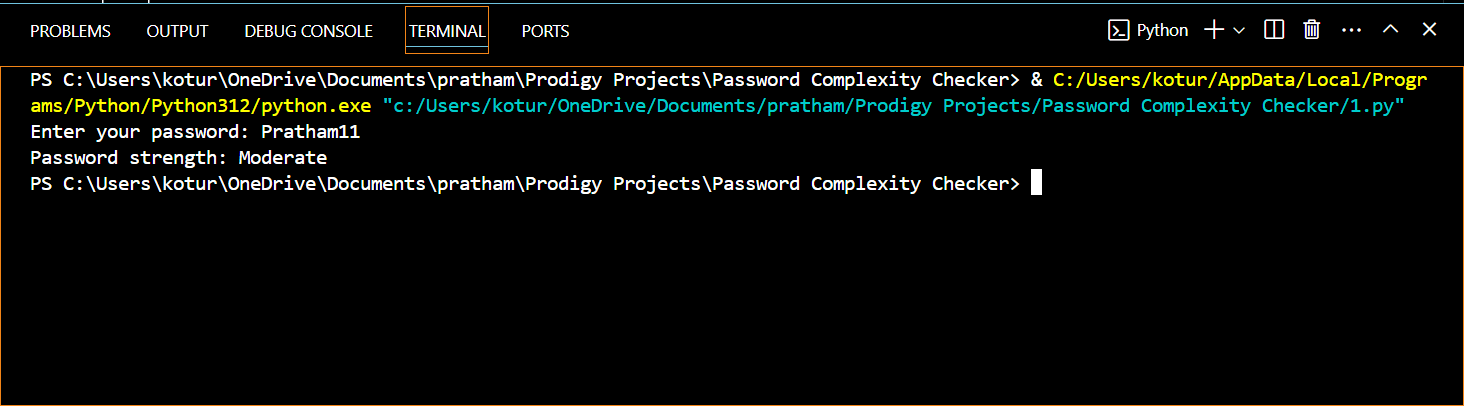 PROBLEMS OUTPUT DEBUG CONSOLE TERMINAL PORTS Python
PS C:\Users\kotur\OneDrive\Documents\pratham\Prodigy Projects\Password Complexity Checker> & C:/Users/kotur/AppData/Local/Progr
ams/Python/Python312/python.exe "c:/Users/kotur/OneDrive/Documents/pratham/Prodigy Projects/Password Complexity Checker/1.py"
Enter your password: Pratham11
Password strength: Moderate
PS C:\Users\kotur\OneDrive\Documents\pratham\Prodigy Projects\Password Complexity Checker>